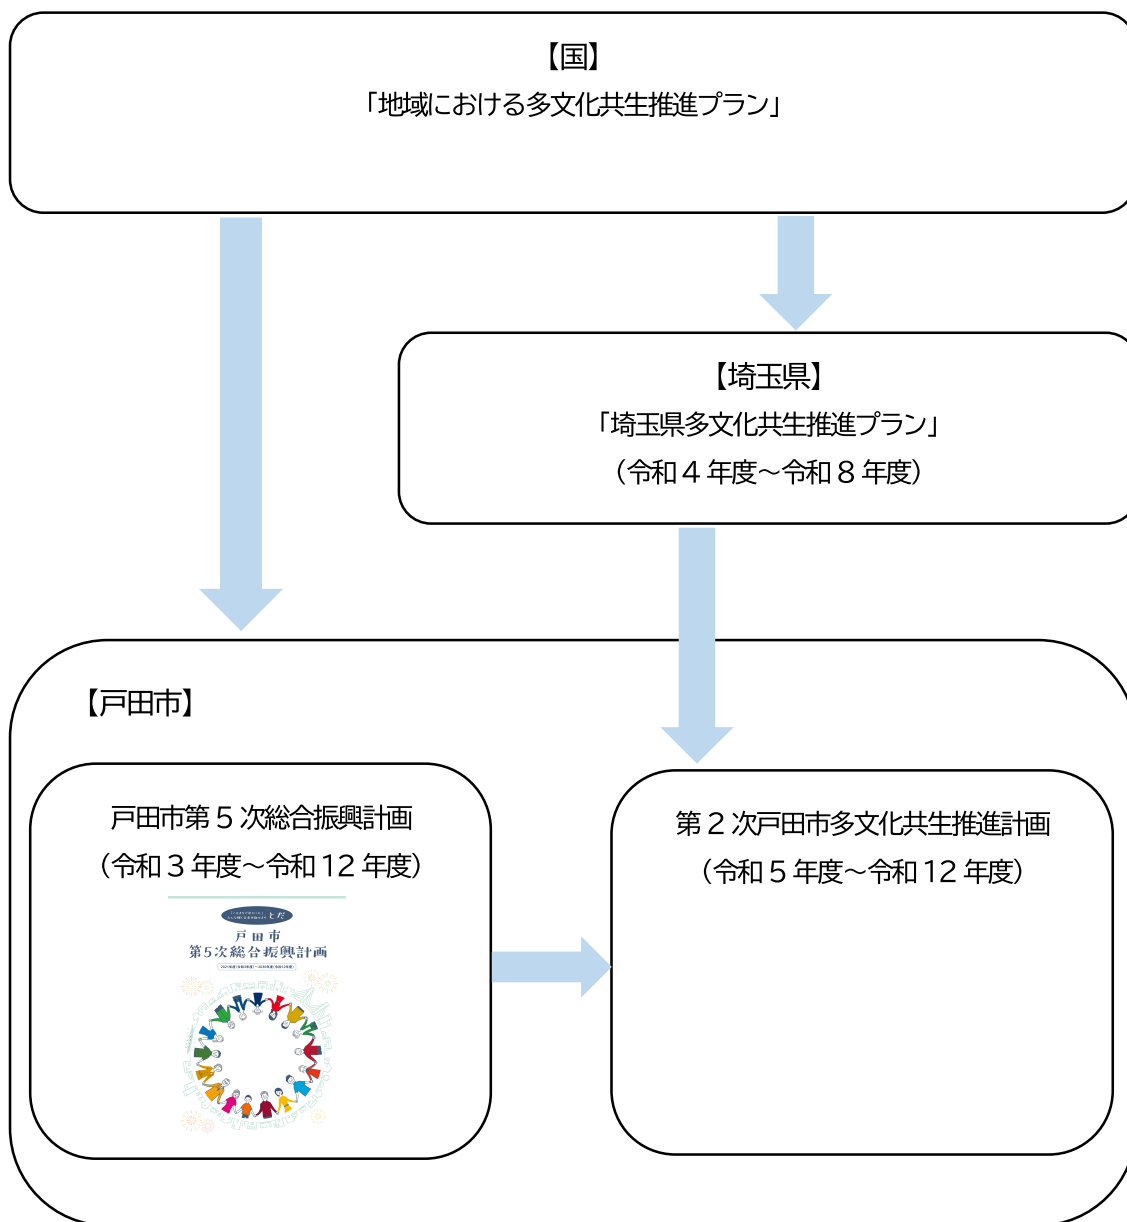 【国】
「地域における多文化共生推進プラン」
【埼玉県】
「埼玉県多文化共生推進プラン」
（令和４年度～令和８年度）
【戸田市】
戸田市第５次総合振興計画
（令和３年度～令和12年度）
とだ
戸田市
第5次総合振興計画
第２次戸田市多文化共生推進計画
（令和５年度～令和12年度）